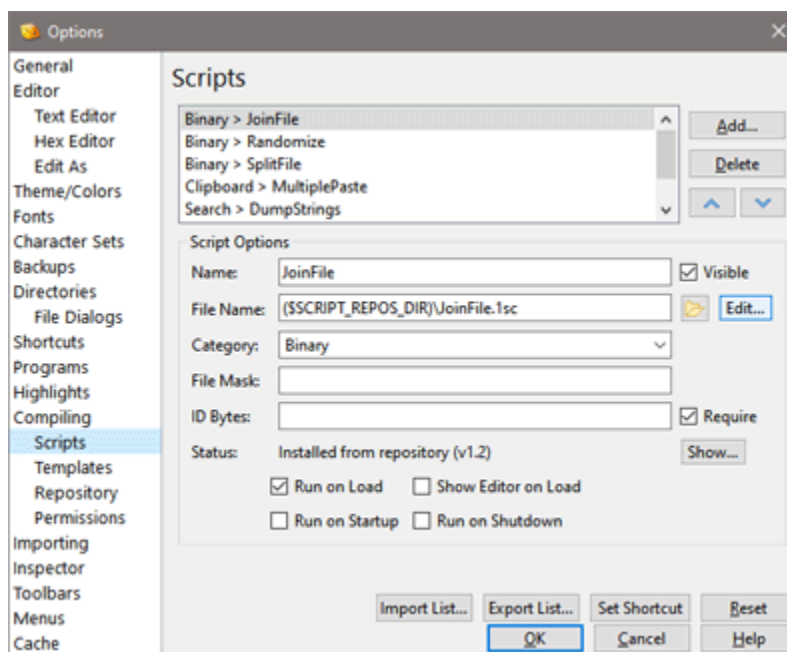 Options
General
Editor
Text Editor
Hex Editor
Edit As
Theme/Colors
Fonts
Character Sets
Backups
Directories
File Dialogs
Shortcuts
Programs
Highlights
Compiling
Scripts
Templates
Repository
Permissions
Importing
Inspector
Toolbars
Menus
Cache
Scripts
Binary > JoinFile
Binary > Randomize
Binary > SplitFile
Clipboard > MultiplePaste
Search > DumpStrings
Add...
Delete
Script Options
Name: JoinFile Visible
File Name: ($SCRIPT_REPOS_DIR)\JoinFile.1sc Edit...
Category: Binary
File Mask:
ID Bytes: Require
Status: Installed from repository (v1.2) Show...
Run on Load Show Editor on Load
Run on Startup Run on Shutdown
Import List... Export List... Set Shortcut Reset
OK Cancel Help